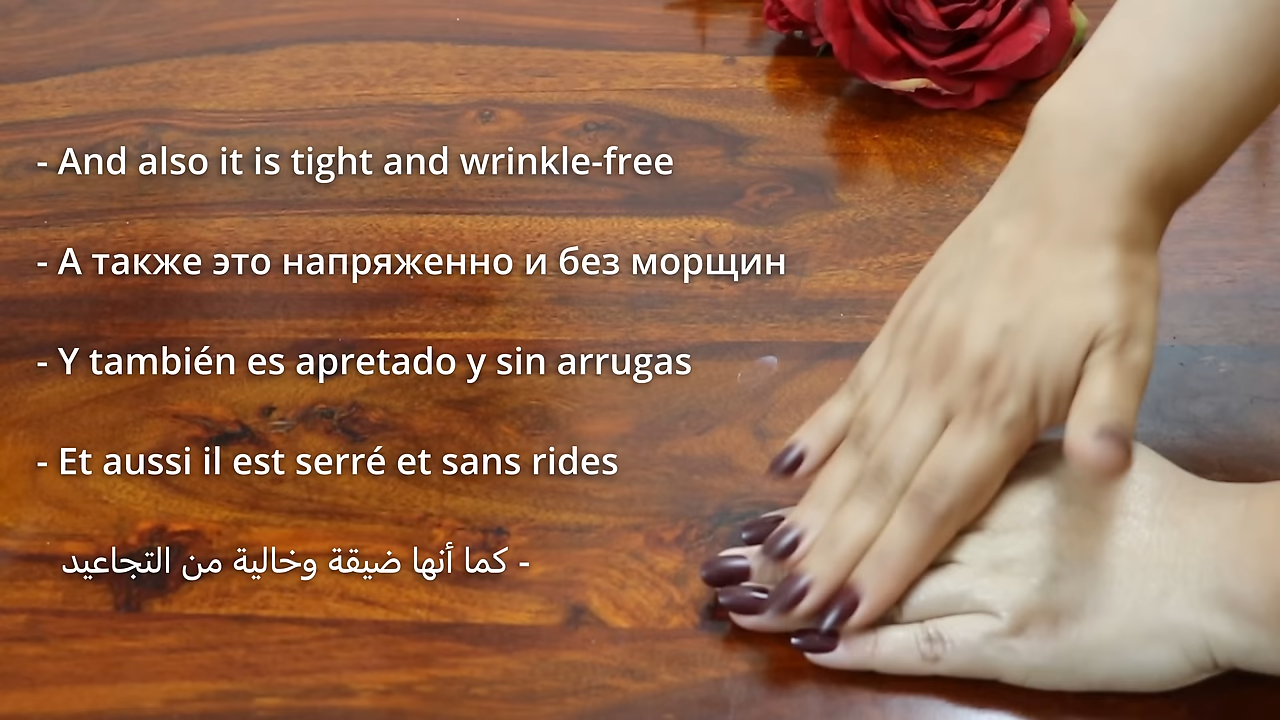 - And also it is tight and wrinkle-free
- А также это напряженно и без морщин
- Y también es apretado y sin arrugas
- Et aussi il est serré et sans rides
- كما أنها ضيقة وخالية من التجاعيد